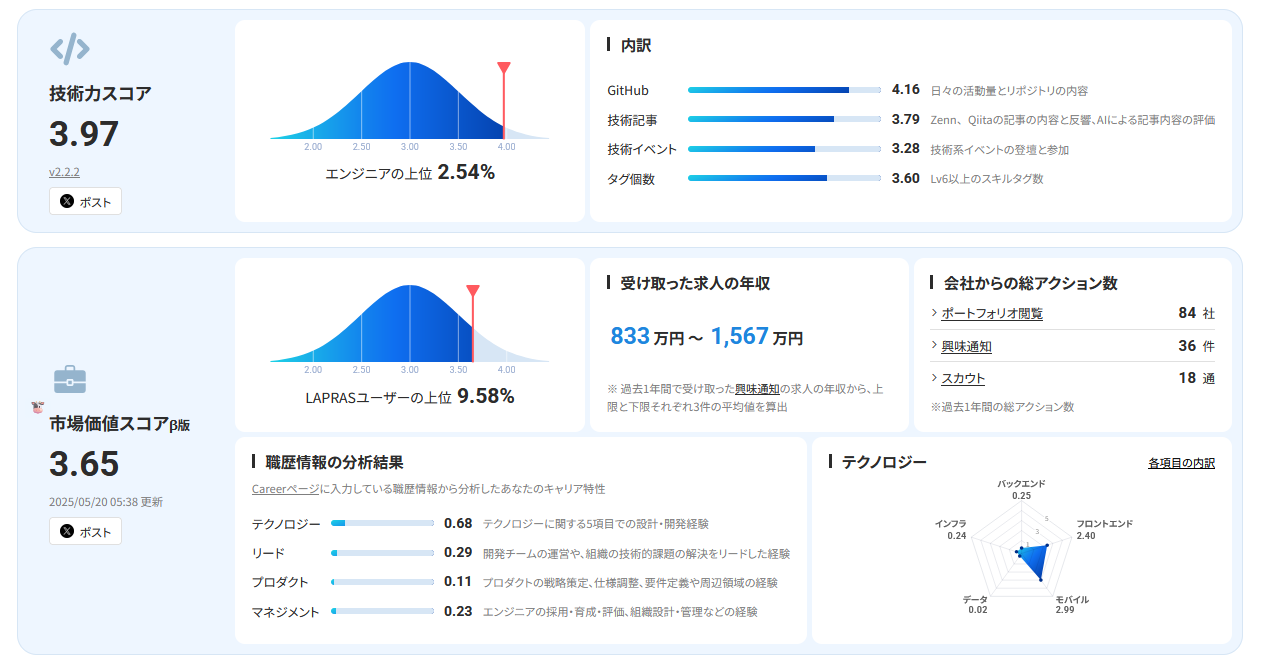 技術力スコア
3.97
v2.2.2
ポスト
2.00 2.50 3.00 3.50 4.00
エンジニアの上位 2.54%
内訳
GitHub 4.16 日々の活動量とリポジトリの内容
技術記事 3.79 Zenn、Qiitaの記事の内容と反響、AIによる記事内容の評価
技術イベント 3.28 技術系イベントの登壇と参加
タグ個数 3.60 Lv6以上のスキルタグ数
市場価値スコアβ版
3.65
2025/05/20 05:38 更新
ポスト
2.00 2.50 3.00 3.50 4.00
LAPRASユーザーの上位 9.58%
受け取った求人の年収
833 万円 〜 1,567 万円
※ 過去1年間で受け取った興味通知の求人の年収から、上
限と下限それぞれ3件の平均値を算出
会社からの総アクション数
ポートフォリオ閲覧 84 社
興味通知 36 件
スカウト 18 通
※過去1年間の総アクション数
職歴情報の分析結果
Careerページに入力している職歴情報から分析したあなたのキャリア特性
テクノロジー 0.68 テクノロジーに関する5項目での設計・開発経験
リード 0.29 開発チームの運営や、組織の技術的課題の解決をリードした経験
プロダクト 0.11 プロダクトの戦略策定、仕様調整、要件定義や周辺領域の経験
マネジメント 0.23 エンジニアの採用・育成・評価、組織設計・管理などの経験
テクノロジー
各項目の内訳
バックエンド
0.25
フロントエンド
2.40
モバイル
2.99
データ
0.02
インフラ
0.24
5
3
1